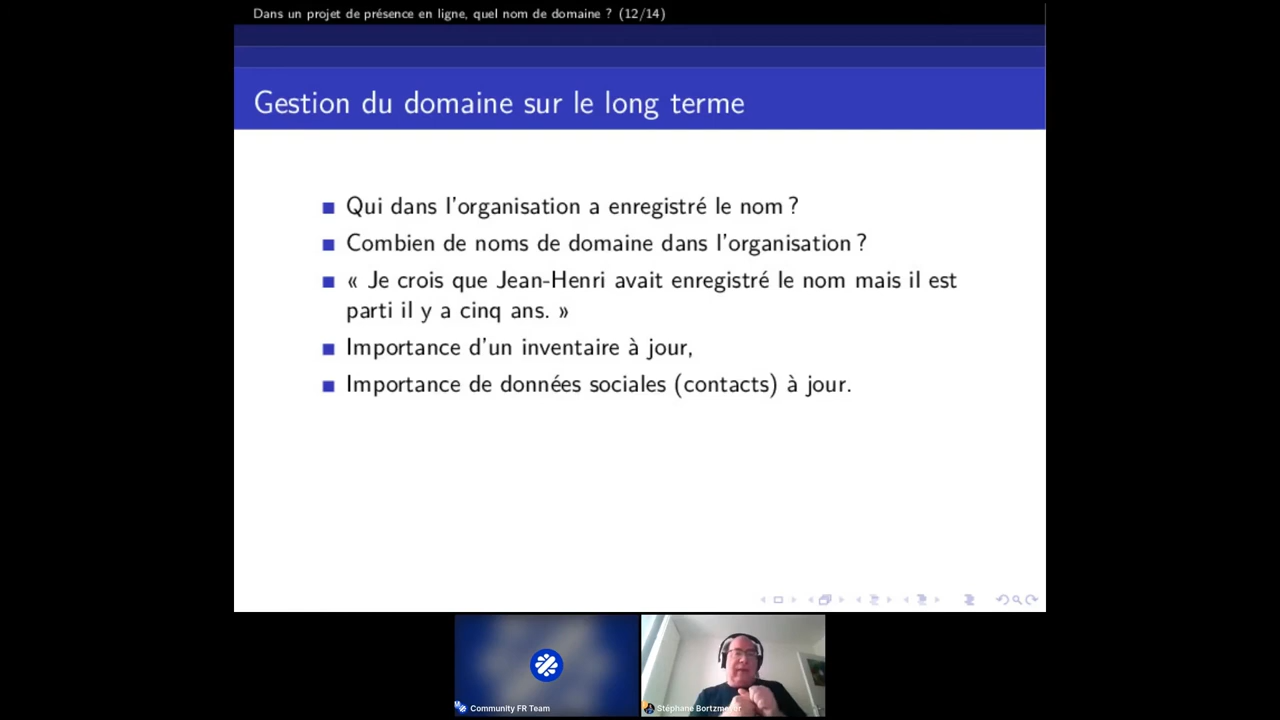 Dans un projet de présence en ligne, quel nom de domaine ? (12/14)
Gestion du domaine sur le long terme
Qui dans l'organisation a enregistré le nom ?
Combien de noms de domaine dans l'organisation ?
« Je crois que Jean-Henri avait enregistré le nom mais il est
parti il y a cinq ans. »
Importance d'un inventaire à jour,
Importance de données sociales (contacts) à jour.
Community FR Team
Stéphane Bortzmeyer